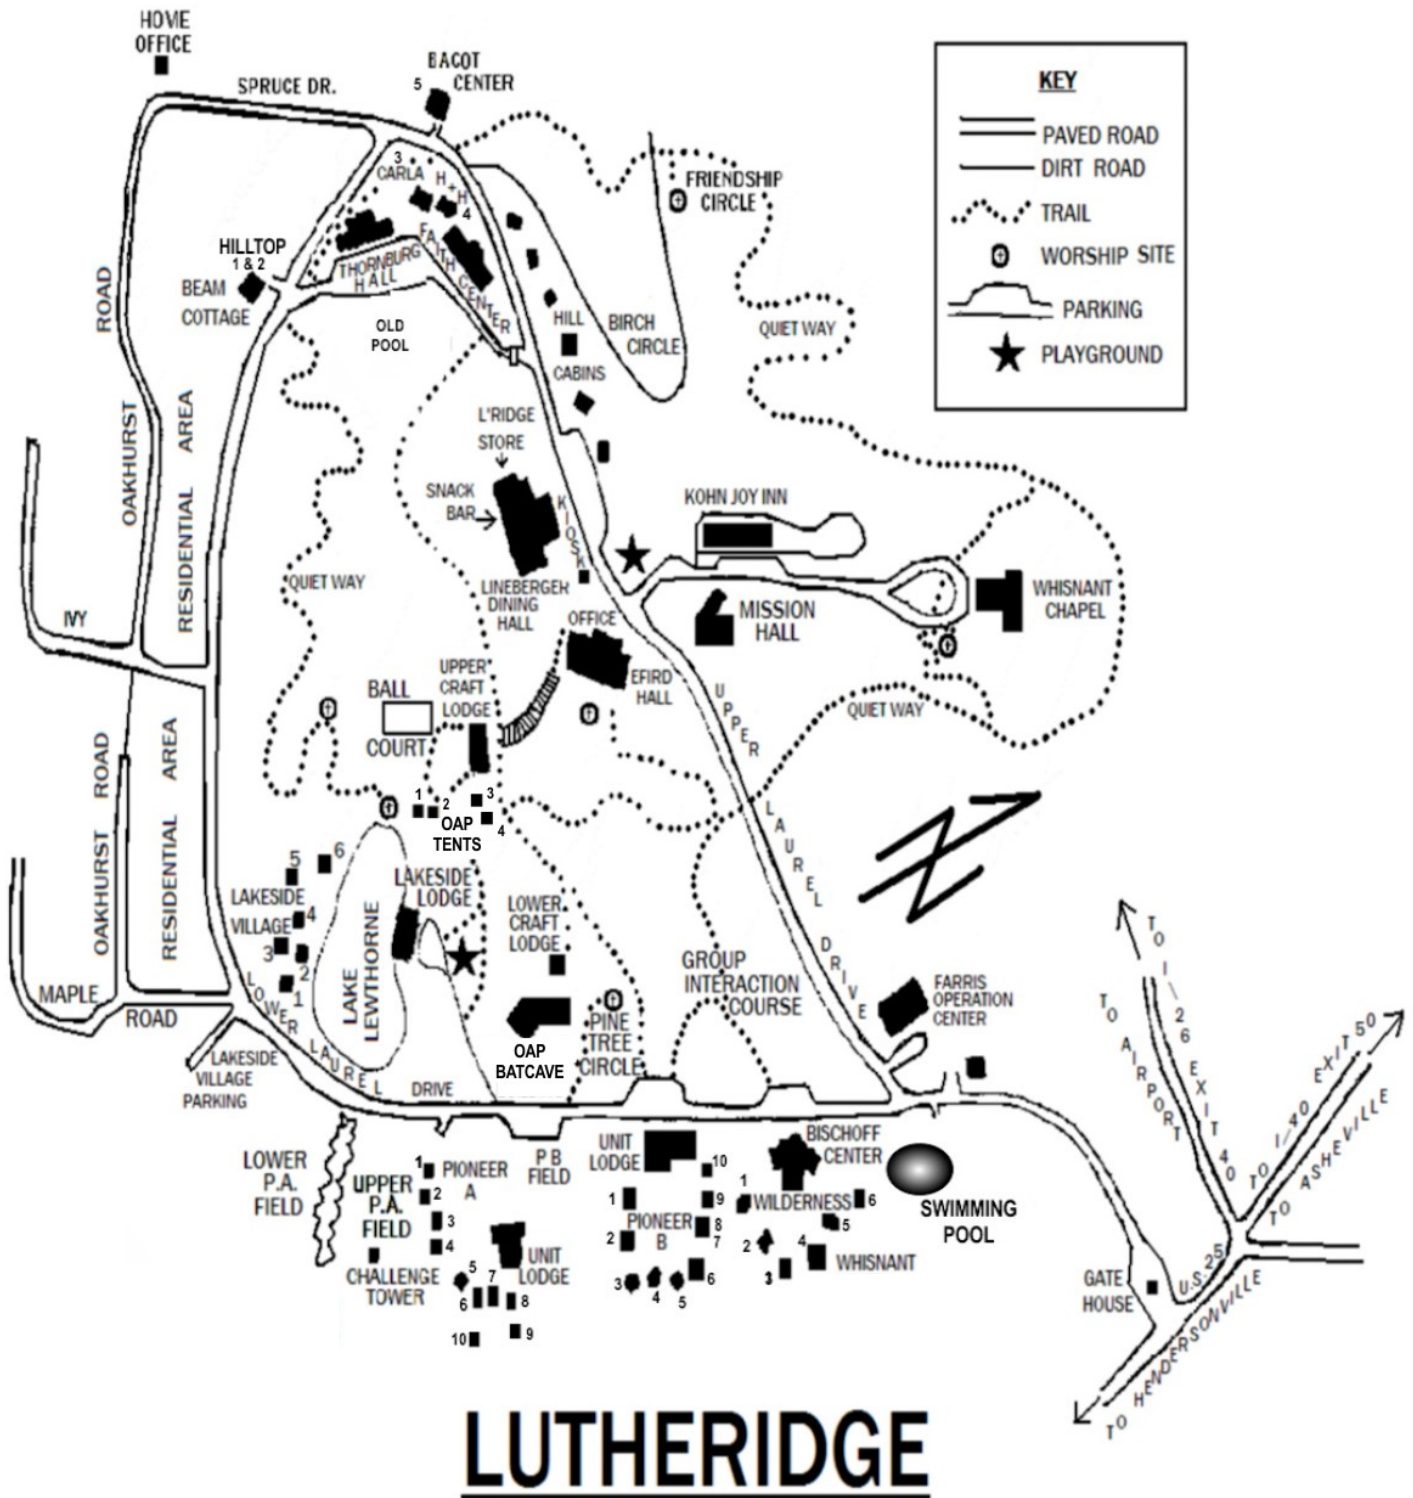 HOME
OFFICE
SPRUCE DR.
BACOT
5 CENTER
KEY
PAVED ROAD
DIRT ROAD
TRAIL
WORSHIP SITE
PARKING
PLAYGROUND
3
CARLA
H+H
4
FRIENDSHIP
CIRCLE
HILLTOP
1 & 2
BEAM
COTTAGE
THORNBURG
HALL
FAITH CENTER
OLD
POOL
HILL
CABINS
BIRCH
CIRCLE
QUIET WAY
OAKHURST ROAD
RESIDENTIAL AREA
L'RIDGE
STORE
SNACK
BAR
KIOSK
LINEBERGER
DINING
HALL
KOHN JOY INN
MISSION
HALL
WHISNANT
CHAPEL
QUIET WAY
IVY
OFFICE
EFIRD
HALL
UPPER
CRAFT
LODGE
BALL
COURT
QUIET WAY
UPPER LAUREL DRIVE
OAKHURST ROAD
RESIDENTIAL AREA
1
2
3
4
OAP
TENTS
5
6
LAKESIDE
VILLAGE
4
3
2
1
LAKESIDE
LODGE
LAKE
LEWTHORNE
LOWER
CRAFT
LODGE
GROUP
INTERACTION
COURSE
FARRIS
OPERATION
CENTER
OAP
BATCAVE
PINE
TREE
CIRCLE
MAPLE
ROAD
LOWER LAUREL DRIVE
LAKESIDE
VILLAGE
PARKING
TO I-26 EXIT 40
TO AIRPORT
TO I/40 EXIT 50
TO ASHEVILLE
LOWER
P.A.
FIELD
UPPER
P.A.
FIELD
CHALLENGE
TOWER
1
PIONEER
A
2
3
4
5
6
7
8
9
10
UNIT
LODGE
P B
FIELD
UNIT
LODGE
10
1
9
PIONEER
B
8
2
7
3
4
5
6
BISCHOFF
CENTER
1
WILDERNESS
6
5
2
4
3
WHISNANT
SWIMMING
POOL
GATE
HOUSE
U.S. 25
TO HENDERSONVILLE
LUTHERIDGE